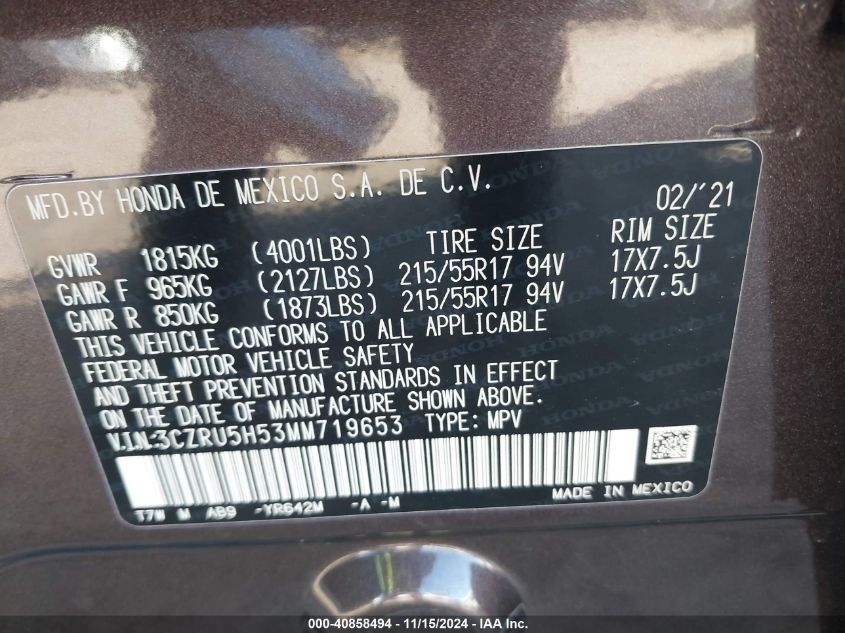 MFD.BY HONDA DE MEXICO S.A. DE C.V. 02/'21
GVWR 1815KG (4001LBS) TIRE SIZE RIM SIZE
GAWR F 965KG (2127LBS) 215/55R17 94V 17X7.5J
GAWR R 850KG (1873LBS) 215/55R17 94V 17X7.5J
THIS VEHICLE CONFORMS TO ALL APPLICABLE
FEDERAL MOTOR VEHICLE SAFETY
AND THEFT PREVENTION STANDARDS IN EFFECT
ON THE DATE OF MANUFACTURE SHOWN ABOVE.
V.I.N:3CZRU5H53MM719653 TYPE: MPV
T7W M AB9 -YR642M -A -M MADE IN MEXICO
000-40858494 - 11/15/2024 - IAA Inc.